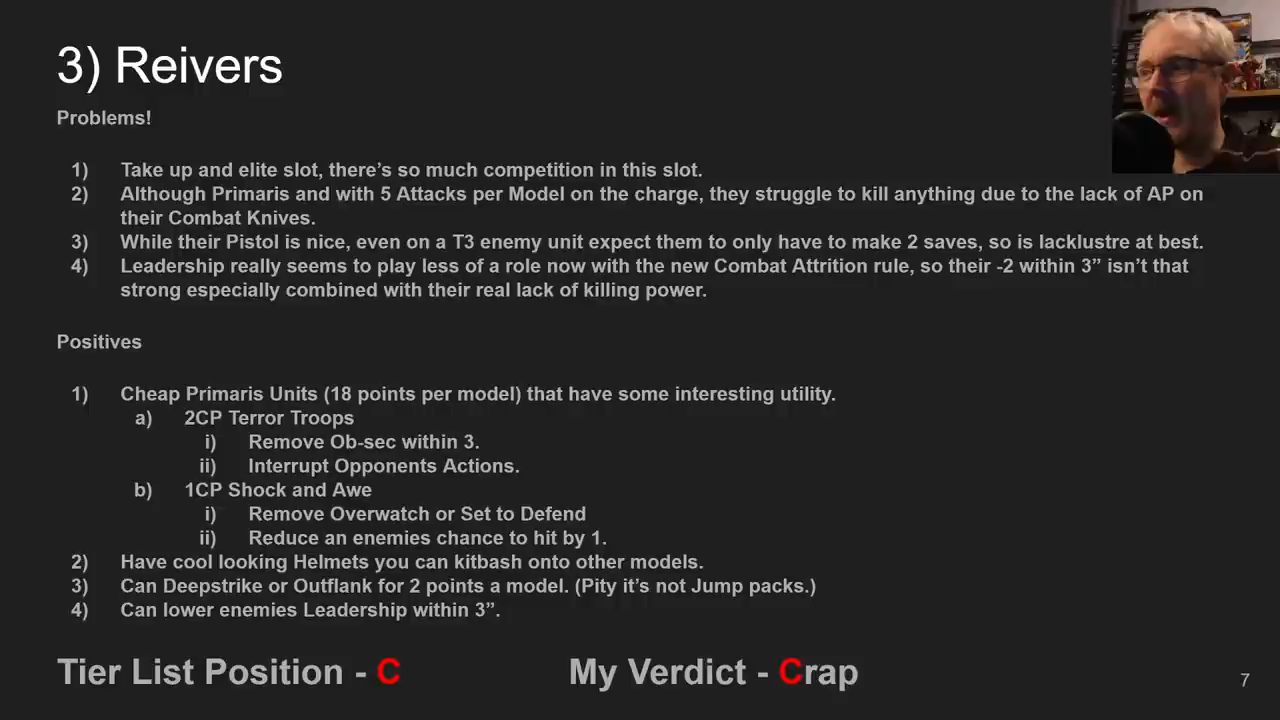 3) Reivers
Problems!
1) Take up and elite slot, there's so much competition in this slot.
2) Although Primaris and with 5 Attacks per Model on the charge, they struggle to kill anything due to the lack of AP on
their Combat Knives.
3) While their Pistol is nice, even on a T3 enemy unit expect them to only have to make 2 saves, so is lacklustre at best.
4) Leadership really seems to play less of a role now with the new Combat Attrition rule, so their -2 within 3” isn't that
strong especially combined with their real lack of killing power.
Positives
1) Cheap Primaris Units (18 points per model) that have some interesting utility.
a) 2CP Terror Troops
i) Remove Ob-sec within 3.
ii) Interrupt Opponents Actions.
b) 1CP Shock and Awe
i) Remove Overwatch or Set to Defend
ii) Reduce an enemies chance to hit by 1.
2) Have cool looking Helmets you can kitbash onto other models.
3) Can Deepstrike or Outflank for 2 points a model. (Pity it's not Jump packs.)
4) Can lower enemies Leadership within 3”.
Tier List Position - C My Verdict - Crap
7